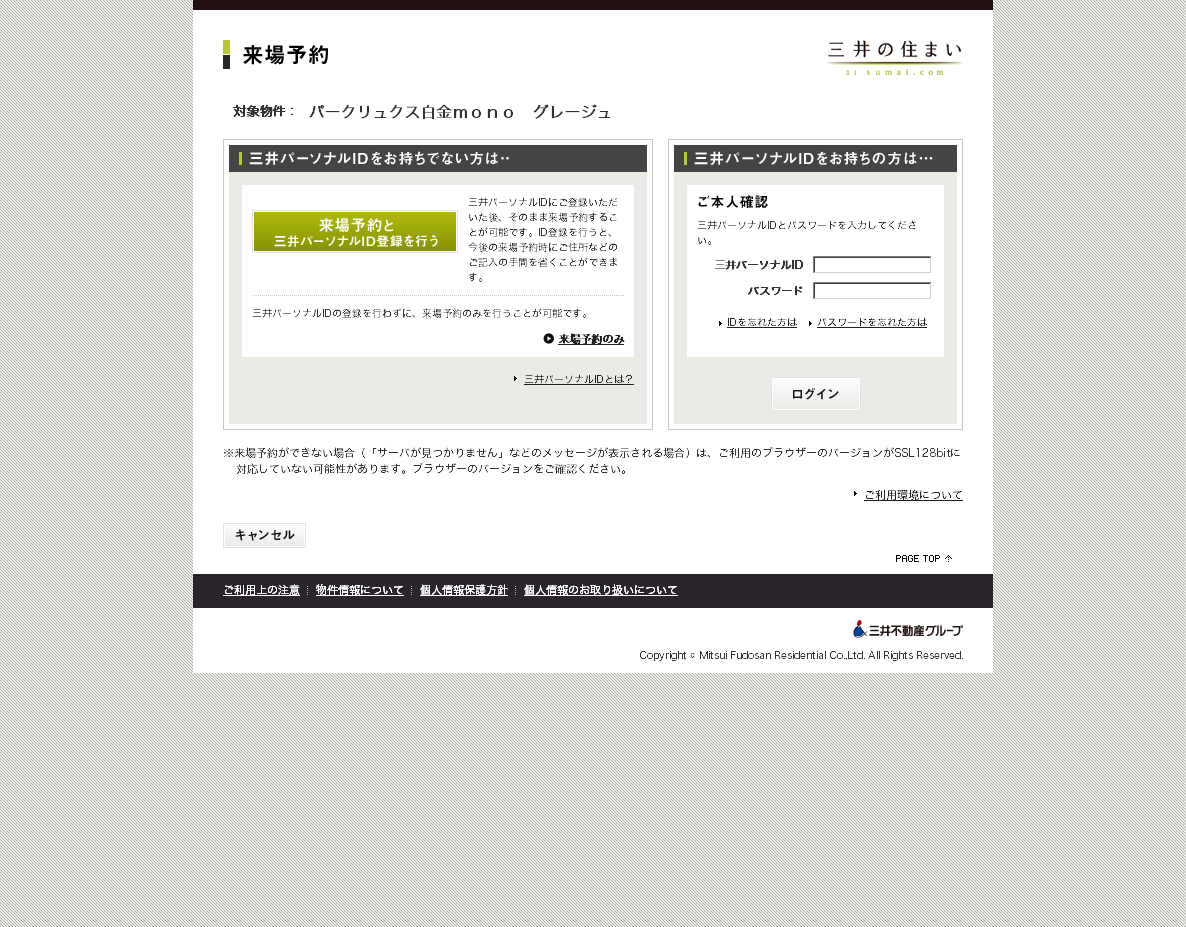 来場予約
三井の住まい
31 sumai.com
対象物件： パークリュクス白金ｍｏｎｏ　グレージュ
三井パーソナルIDをお持ちでない方は‥
来場予約と
三井パーソナルID登録を行う
三井パーソナルIDにご登録いただ
いた後、そのまま来場予約するこ
とが可能です。ID登録を行うと、
今後の来場予約時にご住所などの
ご記入の手間を省くことができま
す。
三井パーソナルIDの登録を行わずに、来場予約のみを行うことが可能です。
来場予約のみ
三井パーソナルIDとは？
三井パーソナルIDをお持ちの方は…
ご本人確認
三井パーソナルIDとパスワードを入力してくださ
い。
三井パーソナルID
パスワード
IDを忘れた方は パスワードを忘れた方は
ログイン
※来場予約ができない場合（「サーバが見つかりません」などのメッセージが表示される場合）は、ご利用のブラウザーのバージョンがSSL128bitに
対応していない可能性があります。ブラウザーのバージョンをご確認ください。
ご利用環境について
キャンセル
PAGE TOP ↑
ご利用上の注意 物件情報について 個人情報保護方針 個人情報のお取り扱いについて
三井不動産グループ
Copyright © Mitsui Fudosan Residential Co.,Ltd. All Rights Reserved.